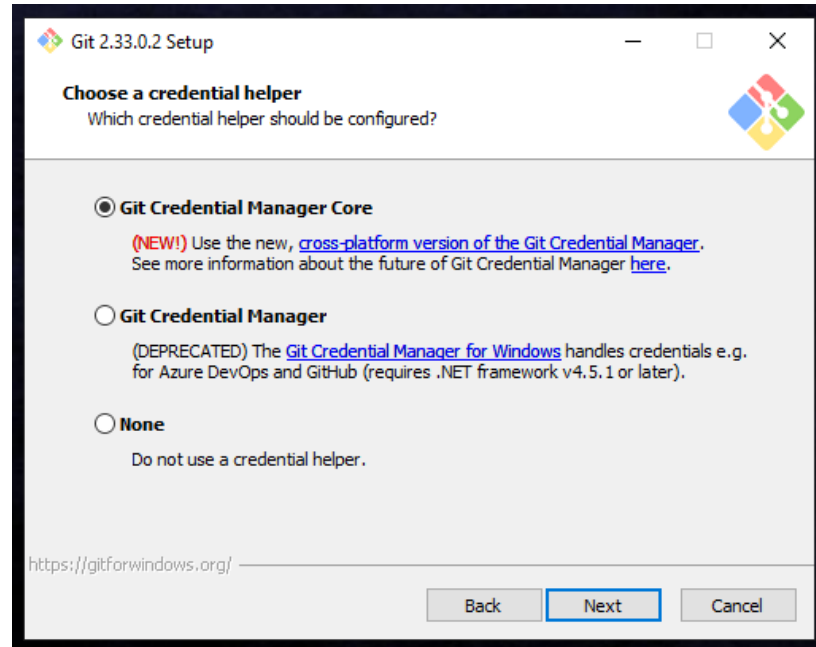 Git 2.33.0.2 Setup
Choose a credential helper
Which credential helper should be configured?
Git Credential Manager Core
(NEW!) Use the new, cross-platform version of the Git Credential Manager.
See more information about the future of Git Credential Manager here.
Git Credential Manager
(DEPRECATED) The Git Credential Manager for Windows handles credentials e.g.
for Azure DevOps and GitHub (requires .NET framework v4.5.1 or later).
None
Do not use a credential helper.
https://gitforwindows.org/
Back Next Cancel